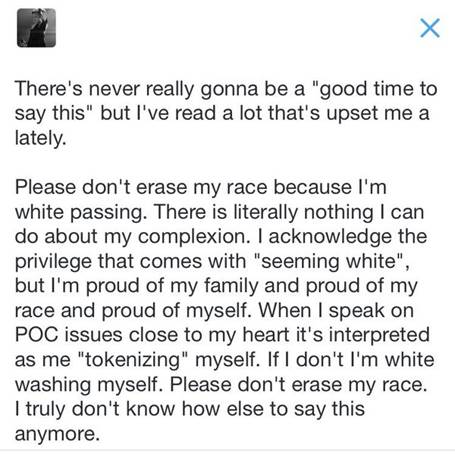 There's never really gonna be a "good time to
say this" but I've read a lot that's upset me a
lately.
Please don't erase my race because I'm
white passing. There is literally nothing I can
do about my complexion. I acknowledge the
privilege that comes with "seeming white",
but I'm proud of my family and proud of my
race and proud of myself. When I speak on
POC issues close to my heart it's interpreted
as me "tokenizing" myself. If I don't I'm white
washing myself. Please don't erase my race.
I truly don't know how else to say this
anymore.